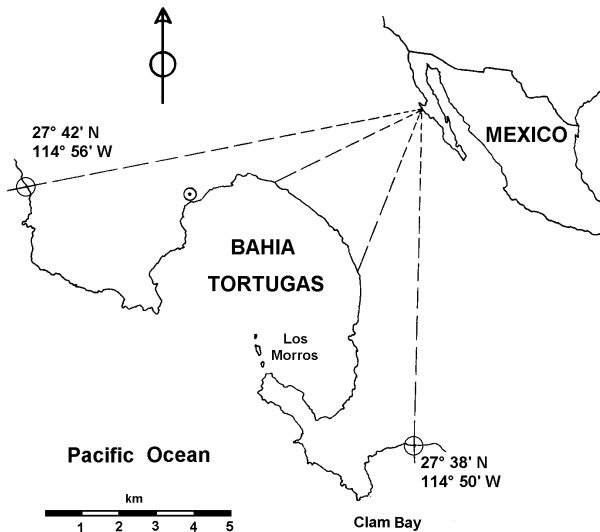 27° 42' N
114° 56' W
MEXICO
BAHIA
TORTUGAS
Los
Morros
Pacific Ocean
27° 38' N
114° 50' W
km
1 2 3 4 5
Clam Bay